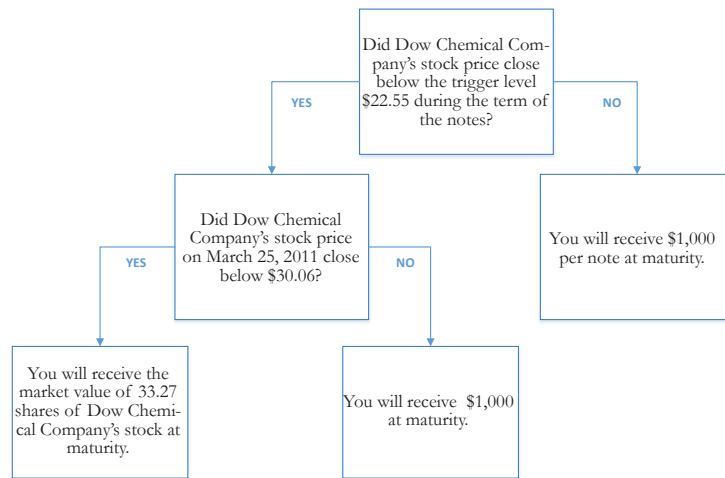 Did Dow Chemical Com-
pany's stock price close
below the trigger level
$22.55 during the term of
the notes?
YES
NO
Did Dow Chemical
Company's stock price
on March 25, 2011 close
below $30.06?
You will receive $1,000
per note at maturity.
YES
NO
You will receive the
market value of 33.27
shares of Dow Chemi-
cal Company's stock at
maturity.
You will receive $1,000
at maturity.